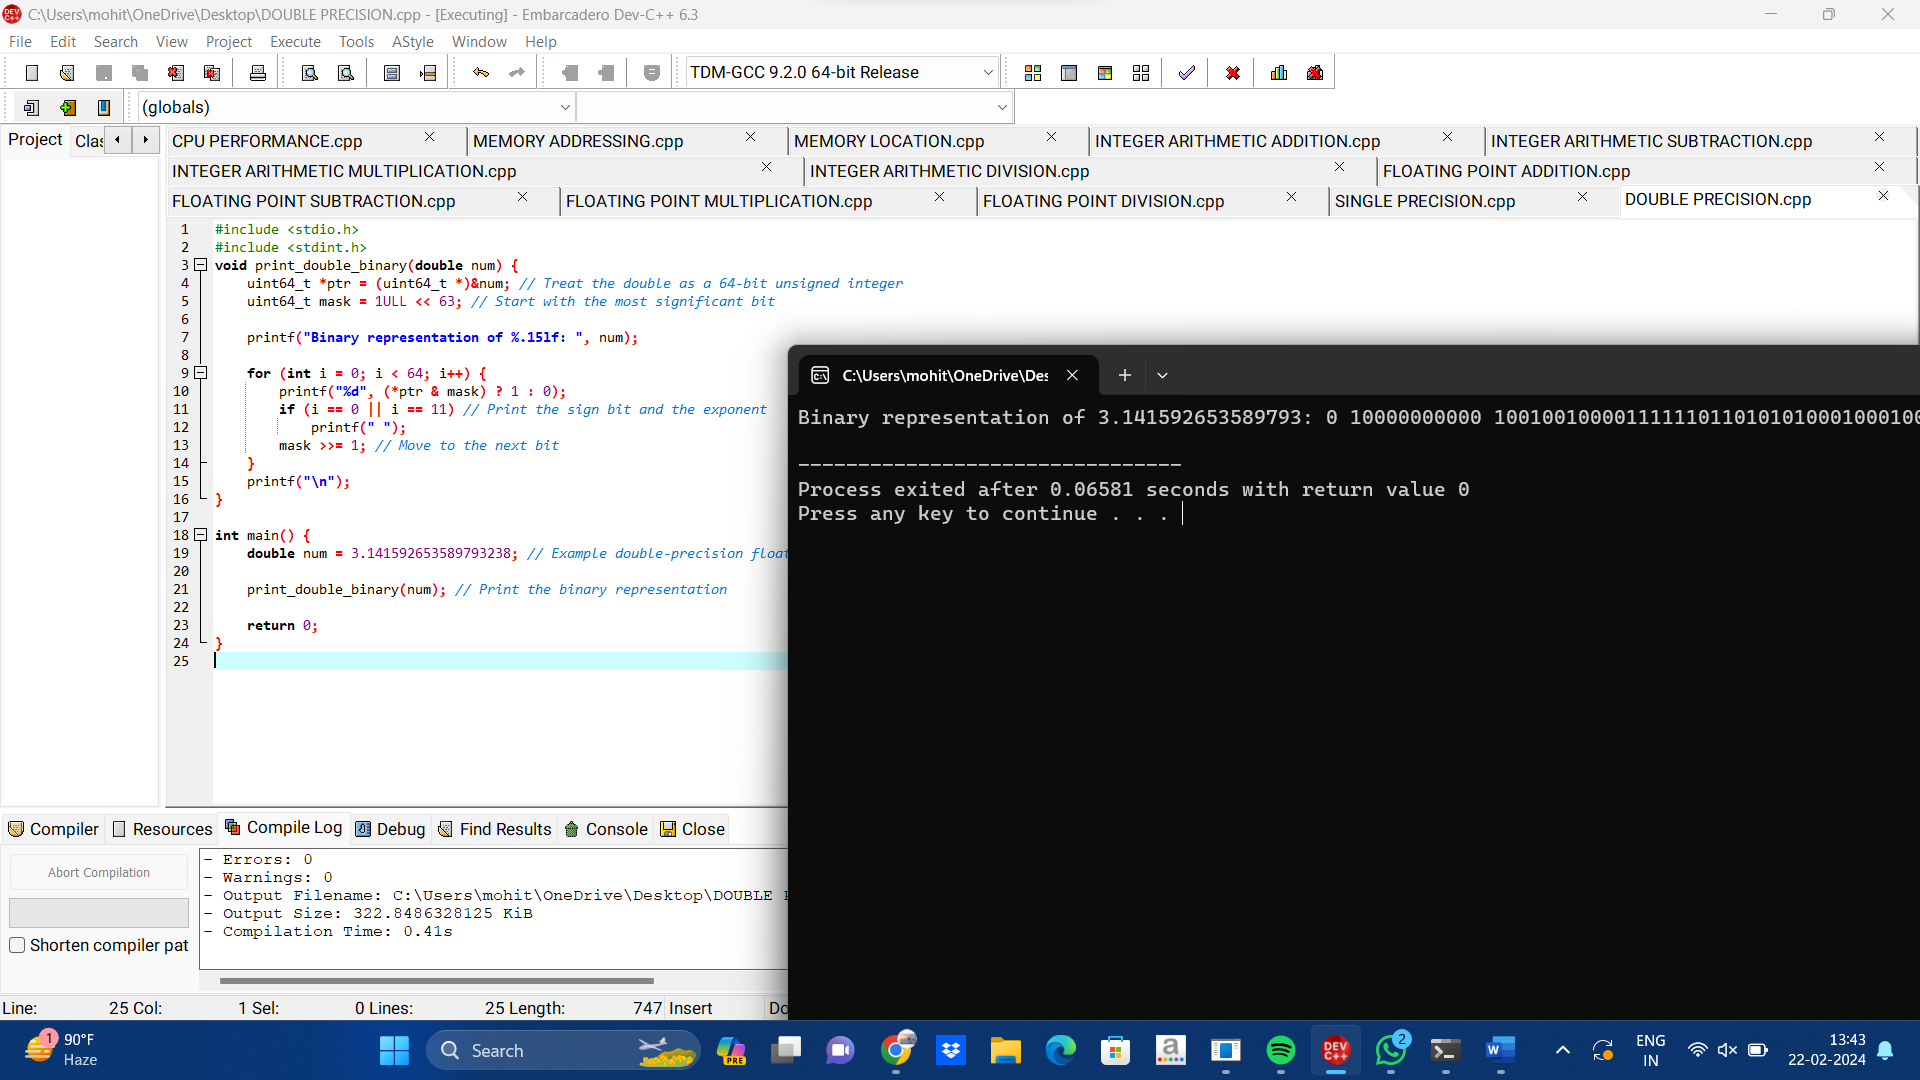 C:\Users\mohit\OneDrive\Desktop\DOUBLE PRECISION.cpp - [Executing] - Embarcadero Dev-C++ 6.3
File Edit Search View Project Execute Tools AStyle Window Help
TDM-GCC 9.2.0 64-bit Release
(globals)
Project Clas
CPU PERFORMANCE.cpp MEMORY ADDRESSING.cpp MEMORY LOCATION.cpp INTEGER ARITHMETIC ADDITION.cpp INTEGER ARITHMETIC SUBTRACTION.cpp
INTEGER ARITHMETIC MULTIPLICATION.cpp INTEGER ARITHMETIC DIVISION.cpp FLOATING POINT ADDITION.cpp
FLOATING POINT SUBTRACTION.cpp FLOATING POINT MULTIPLICATION.cpp FLOATING POINT DIVISION.cpp SINGLE PRECISION.cpp DOUBLE PRECISION.cpp
1 #include <stdio.h>
2 #include <stdint.h>
3 void print_double_binary(double num) {
4 uint64_t *ptr = (uint64_t *)&num; // Treat the double as a 64-bit unsigned integer
5 uint64_t mask = 1ULL << 63; // Start with the most significant bit
6
7 printf("Binary representation of %.15lf: ", num);
8
9 for (int i = 0; i < 64; i++) {
10 printf("%d", (*ptr & mask) ? 1 : 0);
11 if (i == 0 || i == 11) // Print the sign bit and the exponent
12 printf(" ");
13 mask >>= 1; // Move to the next bit
14 }
15 printf("\n");
16 }
17
18 int main() {
19 double num = 3.141592653589793238; // Example double-precision float
20
21 print_double_binary(num); // Print the binary representation
22
23 return 0;
24 }
25
C:\Users\mohit\OneDrive\Des
Binary representation of 3.141592653589793: 0 10000000000 100100100001111110110101010001000100
--------------------------------
Process exited after 0.06581 seconds with return value 0
Press any key to continue . . .
Compiler Resources Compile Log Debug Find Results Console Close
Abort Compilation
Shorten compiler pat
- Errors: 0
- Warnings: 0
- Output Filename: C:\Users\mohit\OneDrive\Desktop\DOUBLE
- Output Size: 322.8486328125 KiB
- Compilation Time: 0.41s
Line: 25 Col: 1 Sel: 0 Lines: 25 Length: 747 Insert Do
1
90°F
Haze
Search
PRE
DEV C++
2
ENG
IN
13:43
22-02-2024